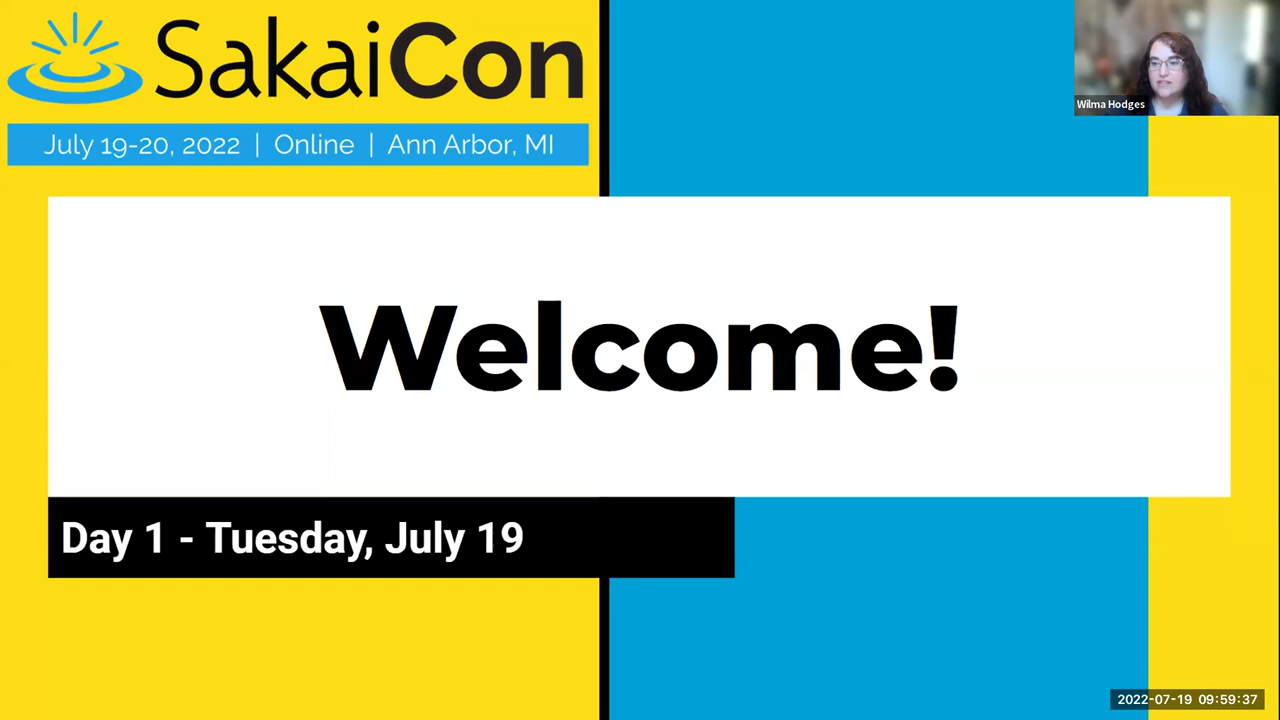 SakaiCon
July 19-20, 2022 | Online | Ann Arbor, MI
Wilma Hodges
Welcome!
Day 1 - Tuesday, July 19
2022-07-19 09:59:37